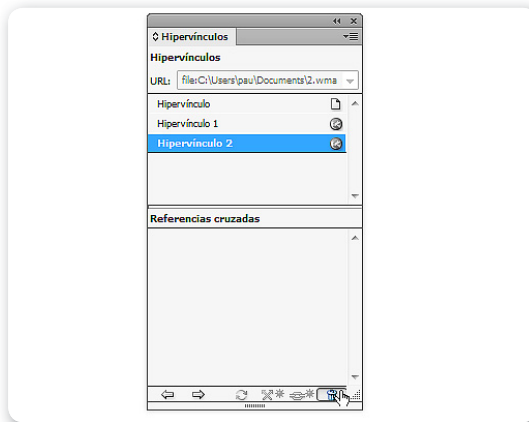 Hipervínculos
Hipervínculos
URL: file:C:\Users\pau\Documents\2.wma
Hipervínculo
Hipervínculo 1
Hipervínculo 2
Referencias cruzadas